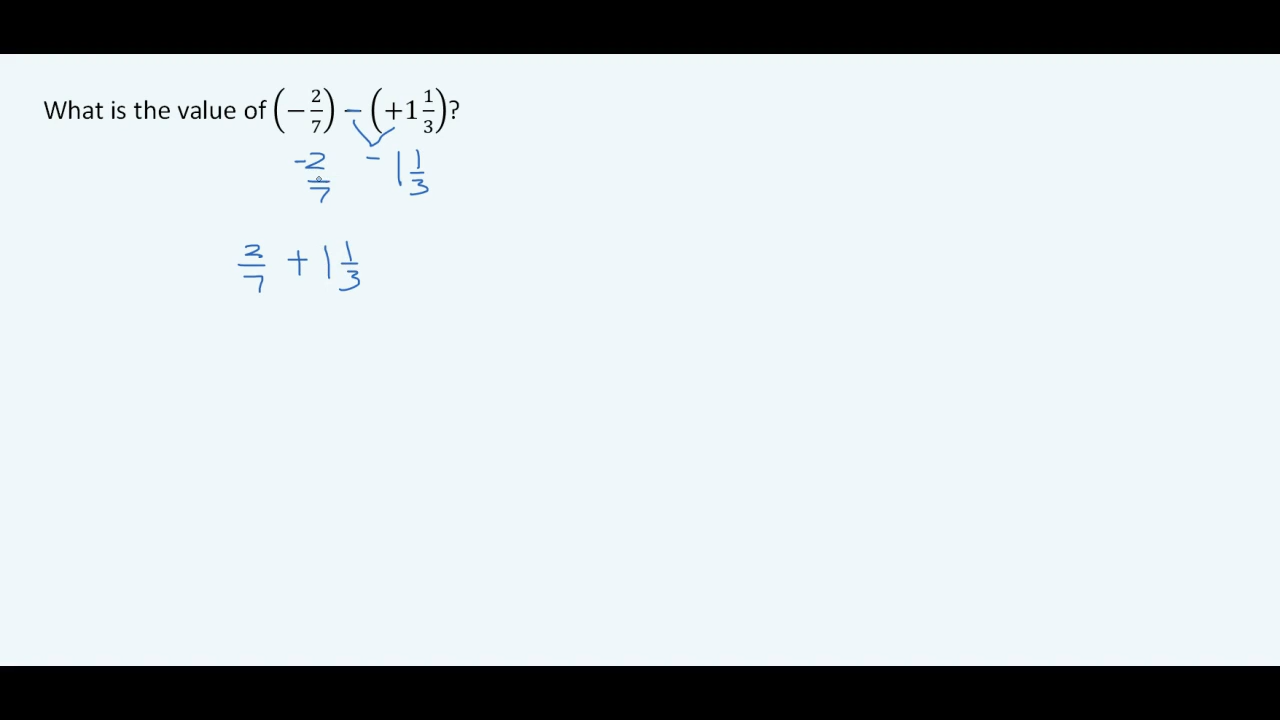 What is the value of (−2/7) − (+1 1/3)?
-2/7 - 1 1/3
2/7 + 1 1/3